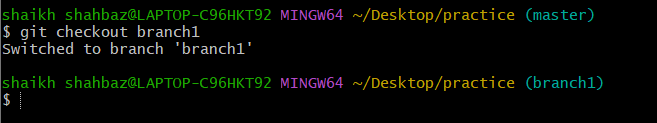 shaikh shahbaz@LAPTOP-C96HKT92 MINGW64 ~/Desktop/practice (master)
$ git checkout branch1
Switched to branch 'branch1'
shaikh shahbaz@LAPTOP-C96HKT92 MINGW64 ~/Desktop/practice (branch1)
$